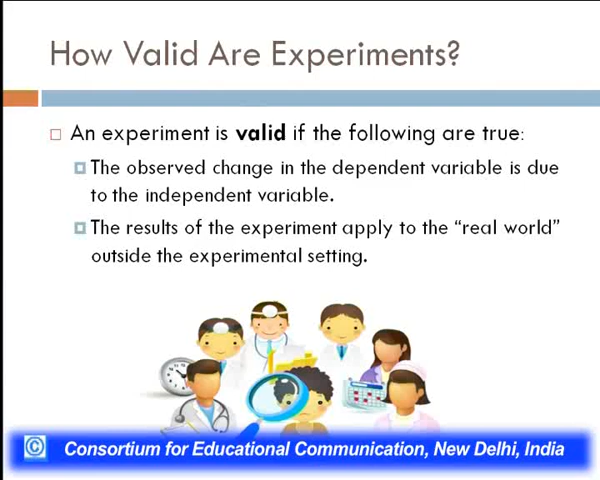 How Valid Are Experiments?
An experiment is valid if the following are true:
The observed change in the dependent variable is due
to the independent variable.
The results of the experiment apply to the “real world”
outside the experimental setting.
© Consortium for Educational Communication, New Delhi, India